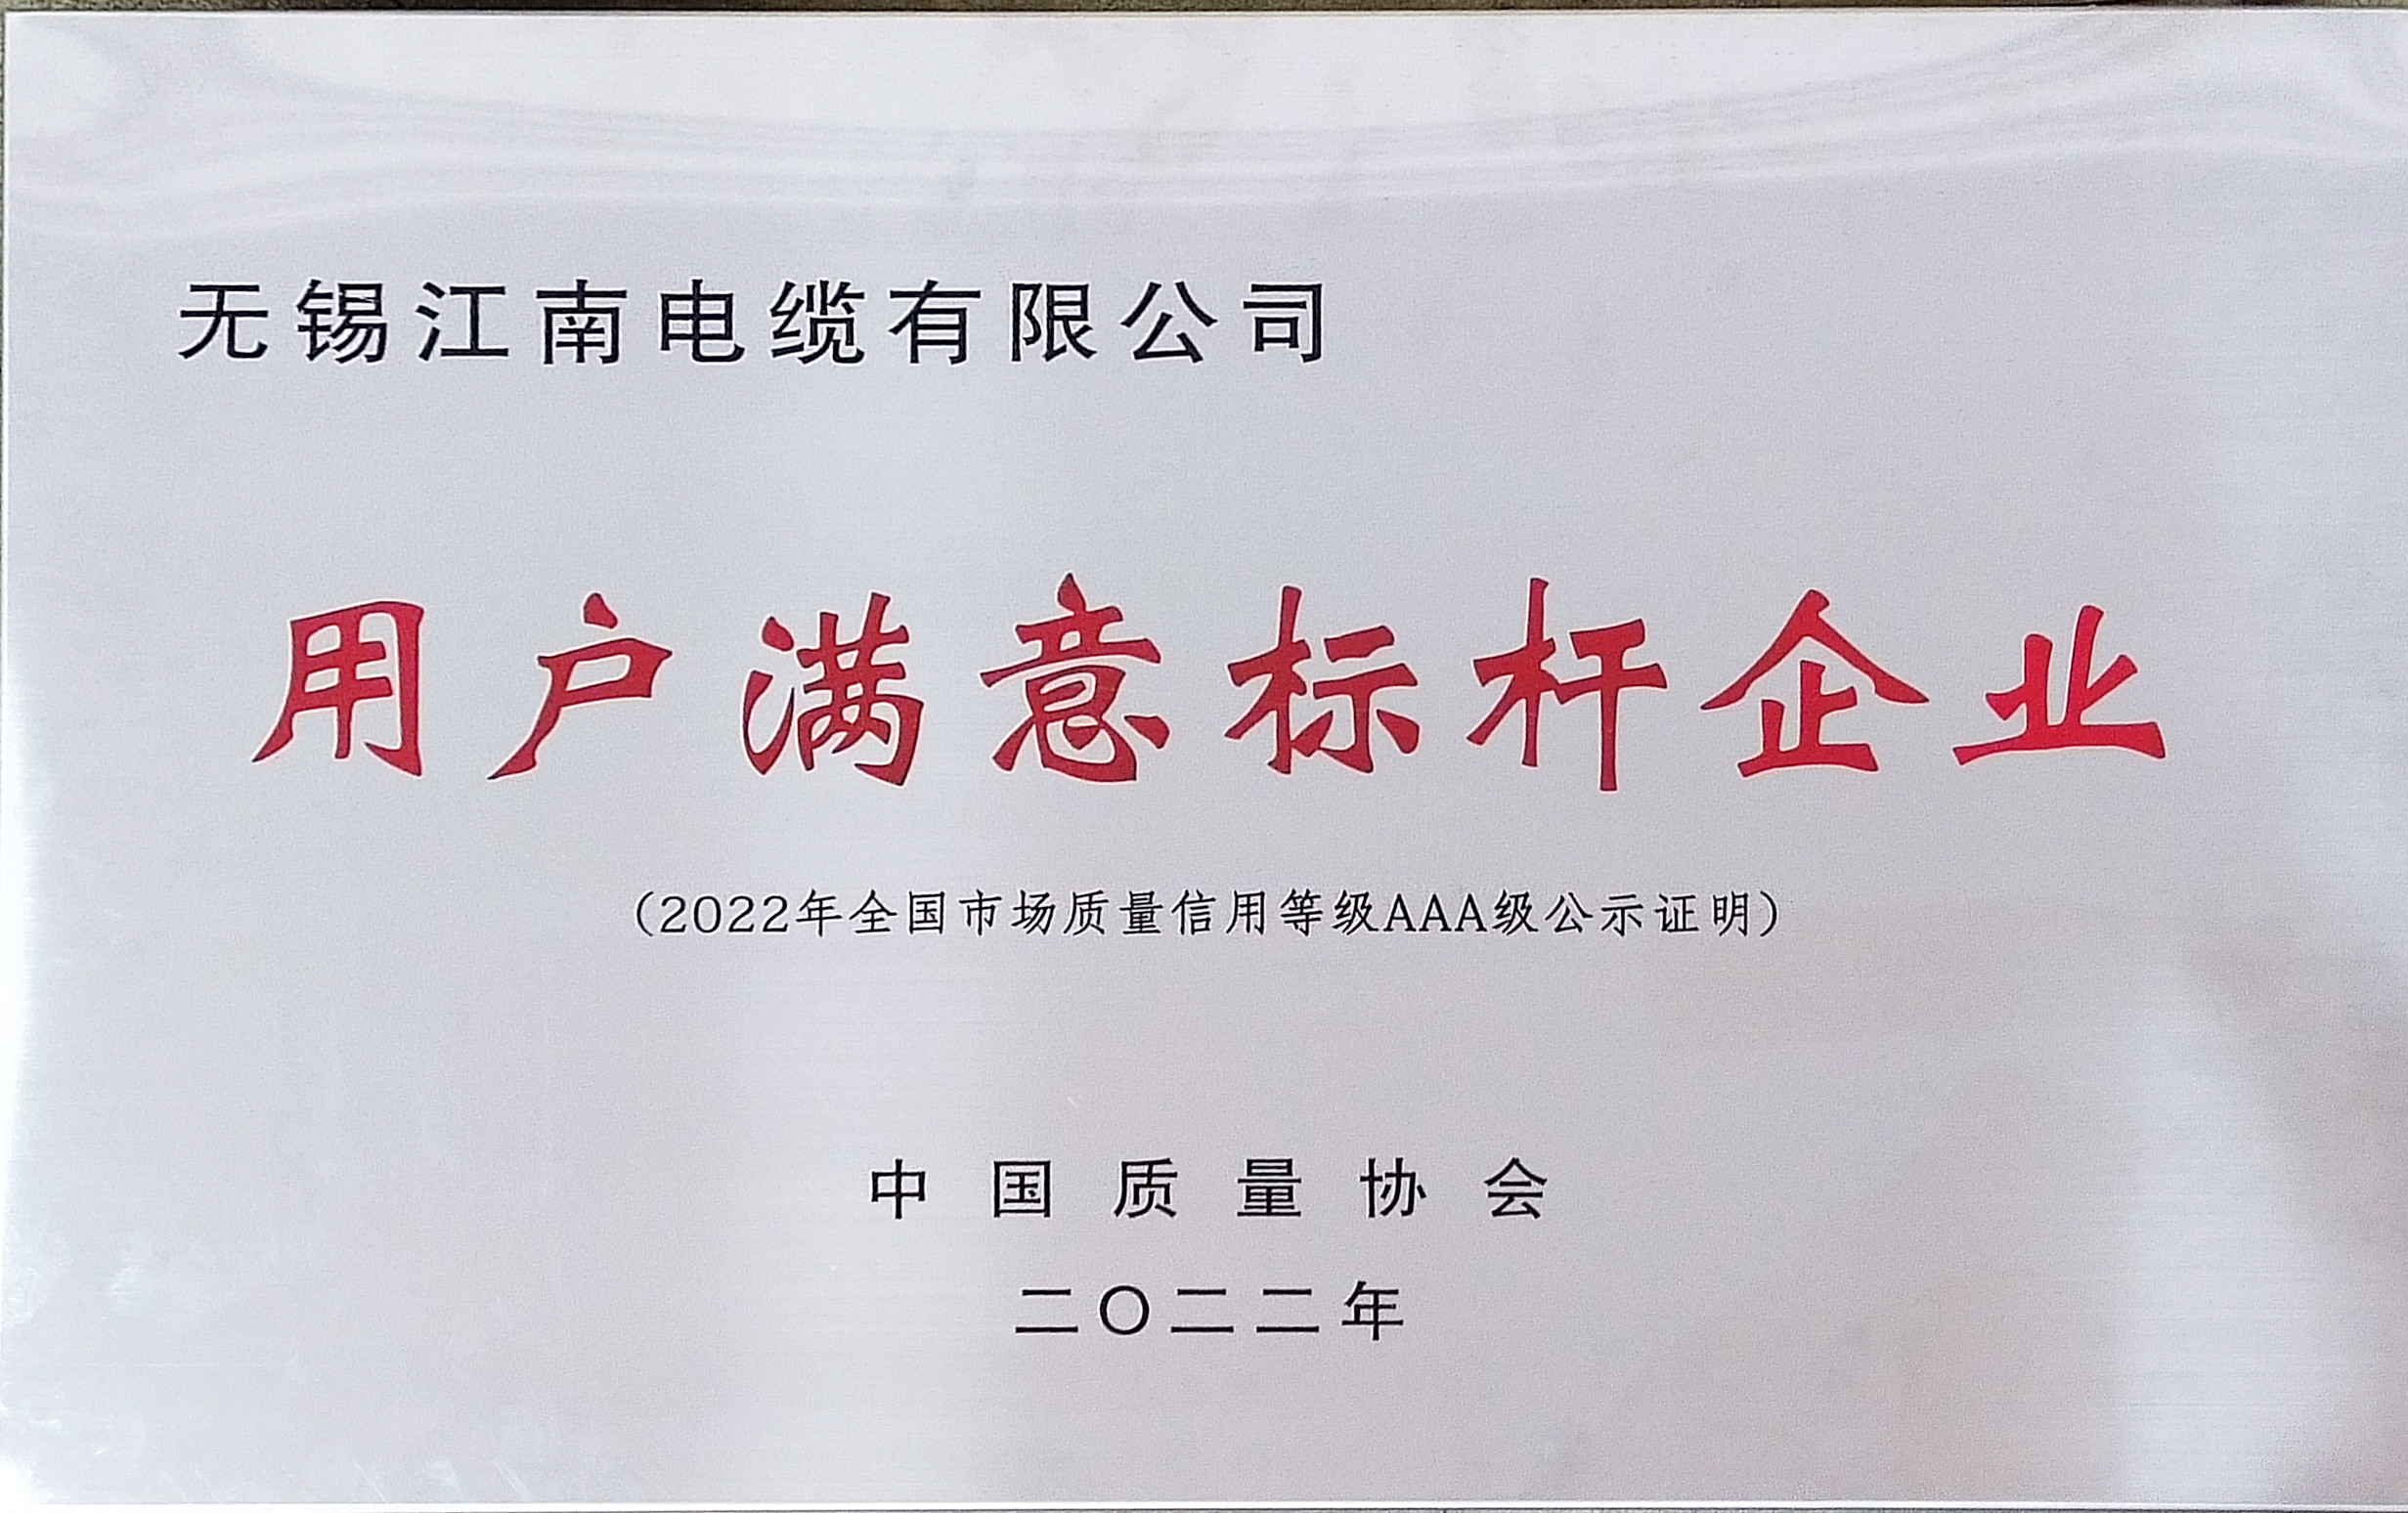 无锡江南电缆有限公司
用户满意标杆企业
（2022年全国市场质量信用等级AAA级公示证明）
中国质量协会
二〇二二年